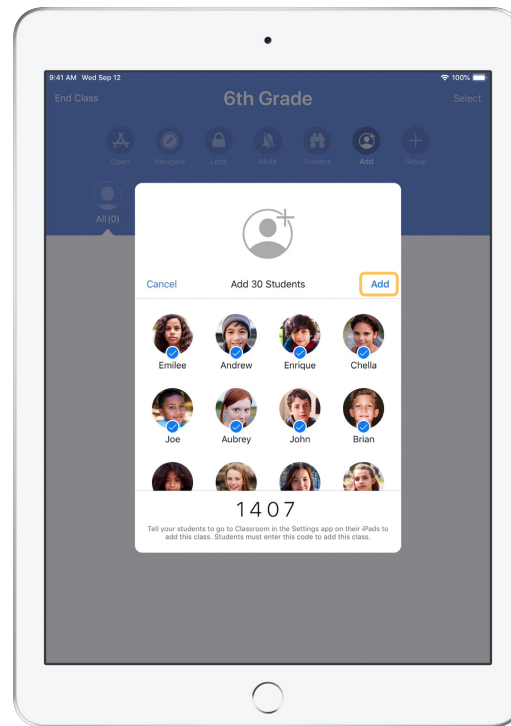 9:41 AM Wed Sep 12 100%
End Class 6th Grade Select
Open Navigate Lock Mute Screens Add Group
All (0)
Cancel Add 30 Students Add
Emilee Andrew Enrique Chella
Joe Aubrey John Brian
1407
Tell your students to go to Classroom in the Settings app on their iPads to
add this class. Students must enter this code to add this class.